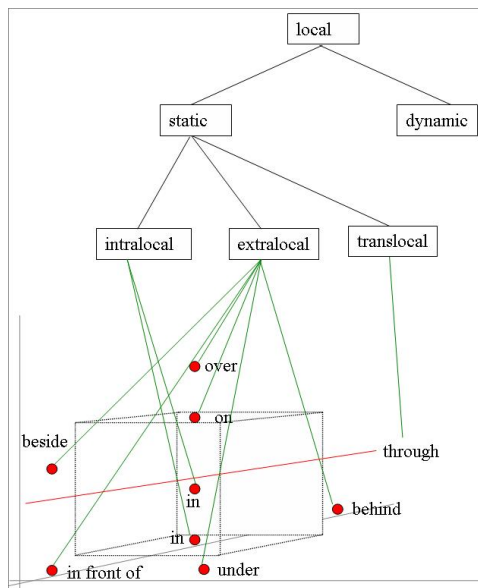 local
static
dynamic
intralocal
extralocal
translocal
over
on
beside
through
in
behind
in
in front of
under